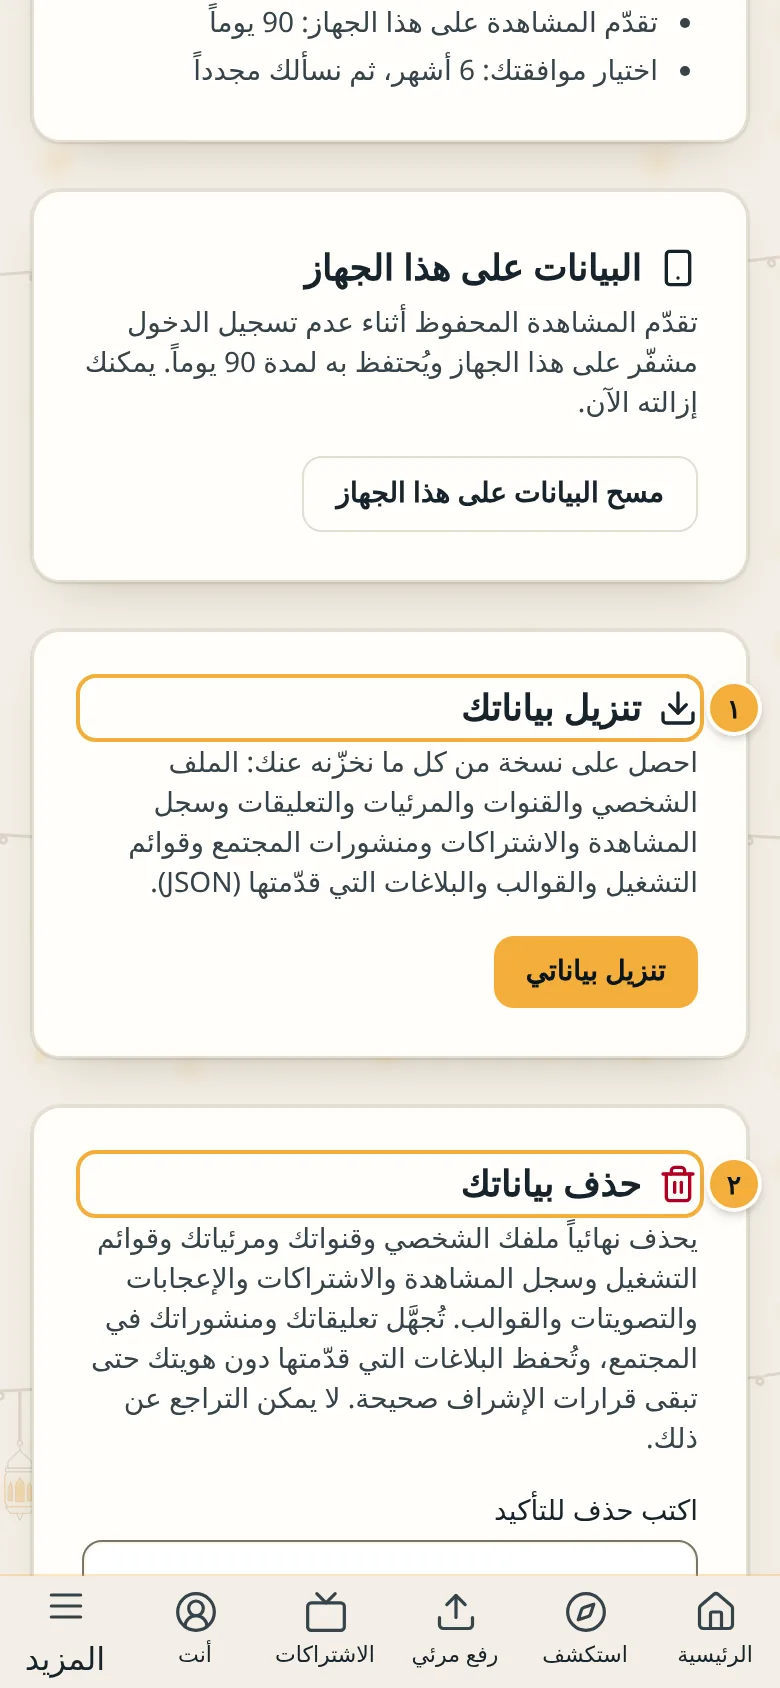 تقدّم المشاهدة على هذا الجهاز: 90 يوماً
اختيار موافقتك: 6 أشهر، ثم نسألك مجدداً
البيانات على هذا الجهاز
تقدّم المشاهدة المحفوظ أثناء عدم تسجيل الدخول
مشفّر على هذا الجهاز ويُحتفظ به لمدة 90 يوماً. يمكنك
إزالته الآن.
مسح البيانات على هذا الجهاز
١
تنزيل بياناتك
احصل على نسخة من كل ما نخزّنه عنك: الملف
الشخصي والقنوات والمرئيات والتعليقات وسجل
المشاهدة والاشتراكات ومنشورات المجتمع وقوائم
التشغيل والقوالب والبلاغات التي قدّمتها (JSON).
تنزيل بياناتي
٢
حذف بياناتك
يحذف نهائياً ملفك الشخصي وقنواتك ومرئياتك وقوائم
التشغيل وسجل المشاهدة والاشتراكات والإعجابات
والتصويتات والقوالب. تُجهَّل تعليقاتك ومنشوراتك في
المجتمع، وتُحفظ البلاغات التي قدّمتها دون هويتك حتى
تبقى قرارات الإشراف صحيحة. لا يمكن التراجع عن
ذلك.
اكتب حذف للتأكيد
الرئيسية
استكشف
رفع مرئي
الاشتراكات
أنت
المزيد